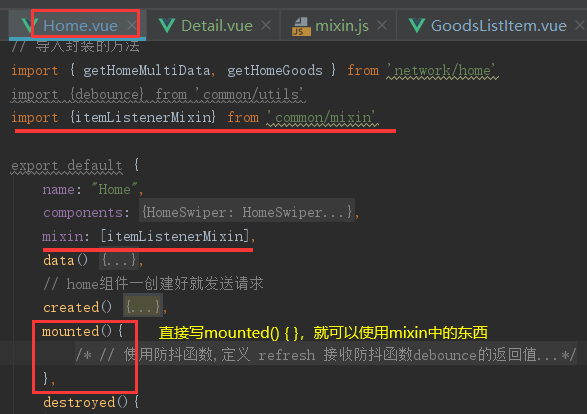 Home.vue × Detail.vue × mixin.js × GoodsListItem.vue
// 导入封装的方法
import { getHomeMultiData, getHomeGoods } from 'network/home'
import {debounce} from 'common/utils'
import {itemListenerMixin} from 'common/mixin'
export default {
name: "Home",
components: {HomeSwiper: HomeSwiper...},
mixin: [itemListenerMixin],
data() {...},
// home组件一创建好就发送请求
created() {...},
mounted(){ 直接写mounted() { }，就可以使用mixin中的东西
/* // 使用防抖函数,定义 refresh 接收防抖函数debounce的返回值...*/
},
destroyed(){